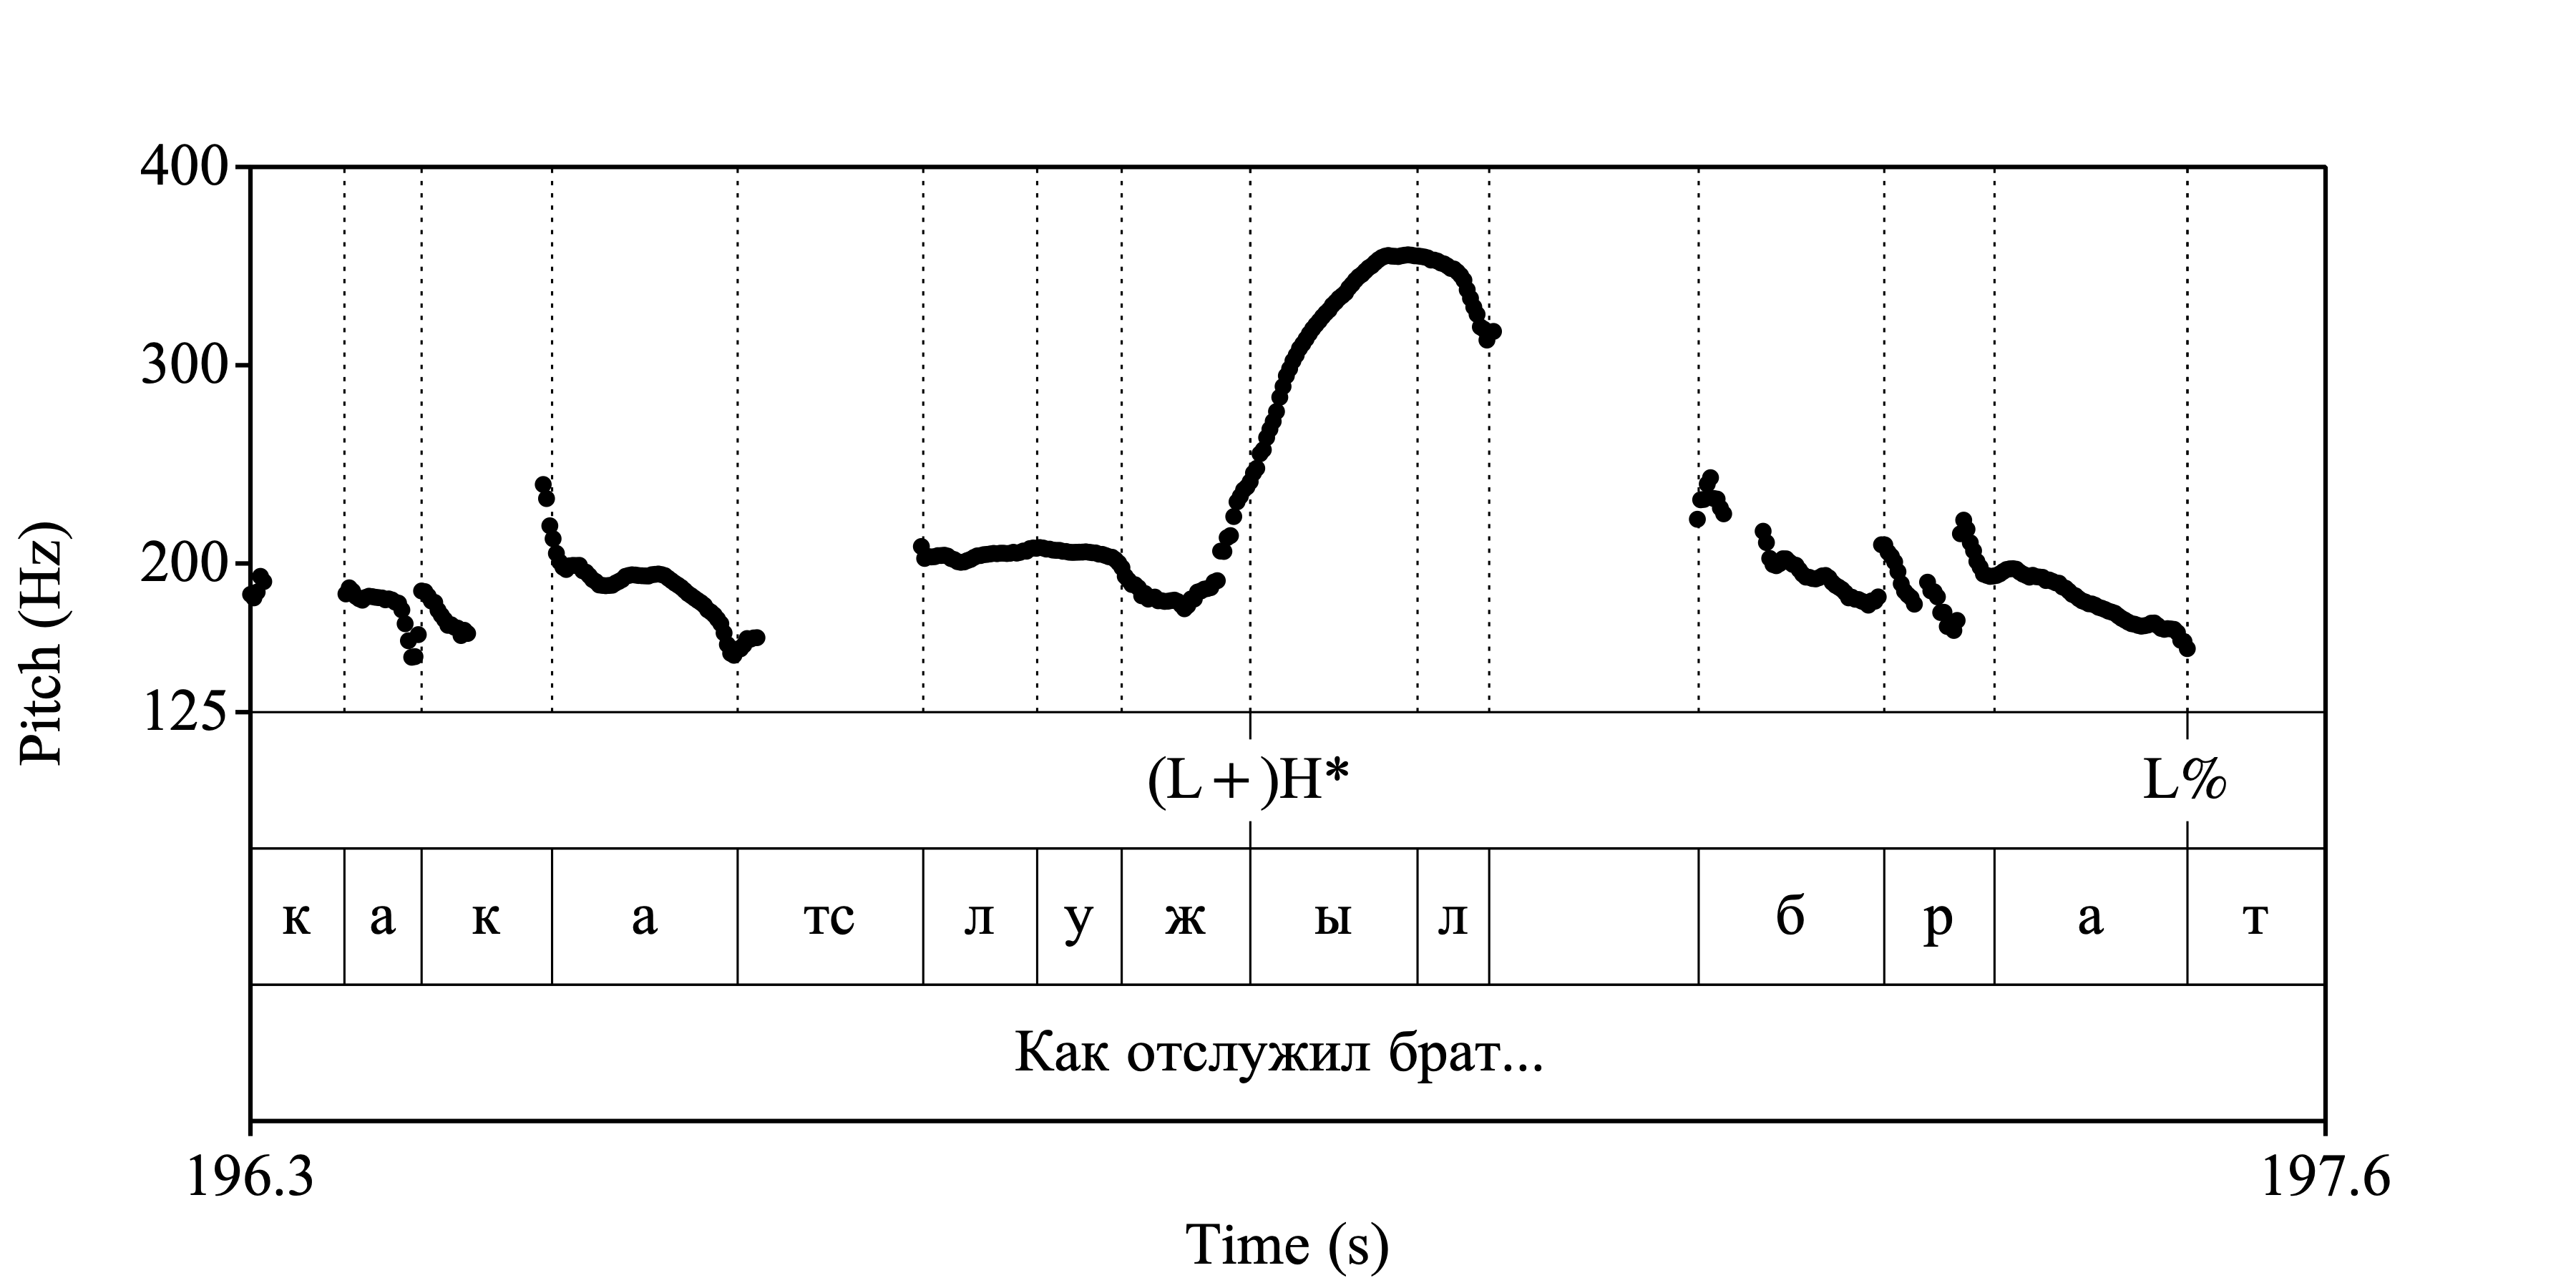 400
300
200
125
Pitch (Hz)
(L+)H* L%
к а к а тс л у ж ы л б р а т
Как отслужил брат...
196.3 197.6
Time (s)